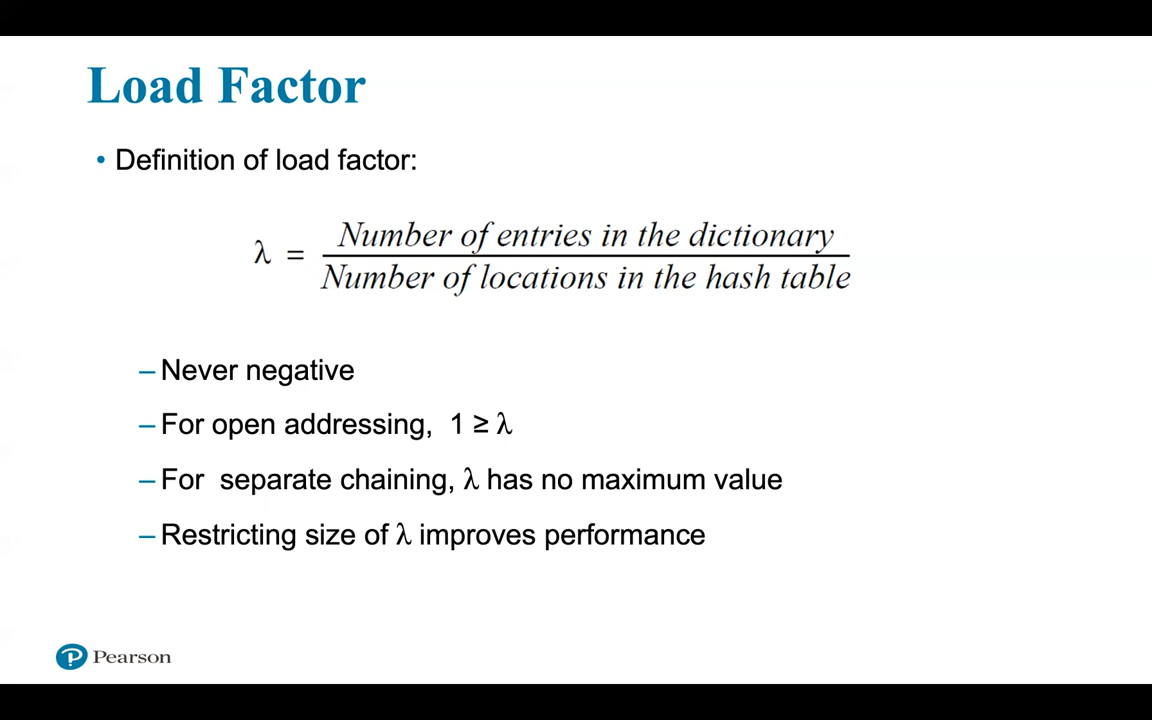 Load Factor
• Definition of load factor:
λ = Number of entries in the dictionary
Number of locations in the hash table
– Never negative
– For open addressing, 1 ≥ λ
– For separate chaining, λ has no maximum value
– Restricting size of λ improves performance
P Pearson